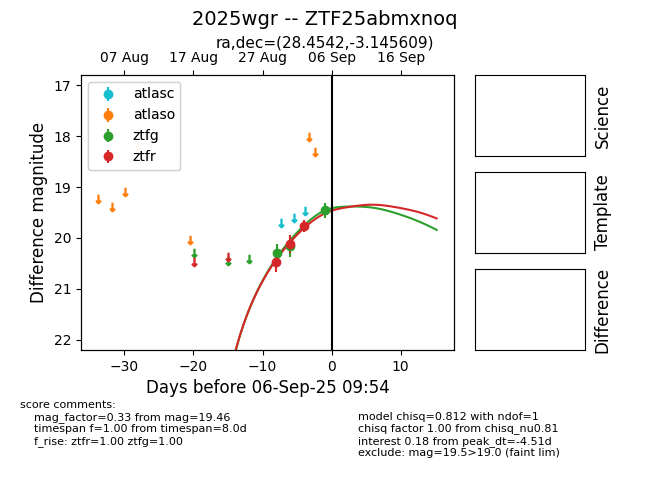 2025wgr -- ZTF25abmxnoq
ra,dec=(28.4542,-3.145609)
07 Aug 17 Aug 27 Aug 06 Sep 16 Sep
atlasc
atlaso
ztfg
ztfr
17
18
19
20
21
22
Difference magnitude
−30 −20 −10 0 10
Days before 06-Sep-25 09:54
Science
Template
Difference
score comments:
mag_factor=0.33 from mag=19.46
timespan f=1.00 from timespan=8.0d
f_rise: ztfr=1.00 ztfg=1.00
model chisq=0.812 with ndof=1
chisq factor 1.00 from chisq_nu0.81
interest 0.18 from peak_dt=-4.51d
exclude: mag=19.5>19.0 (faint lim)